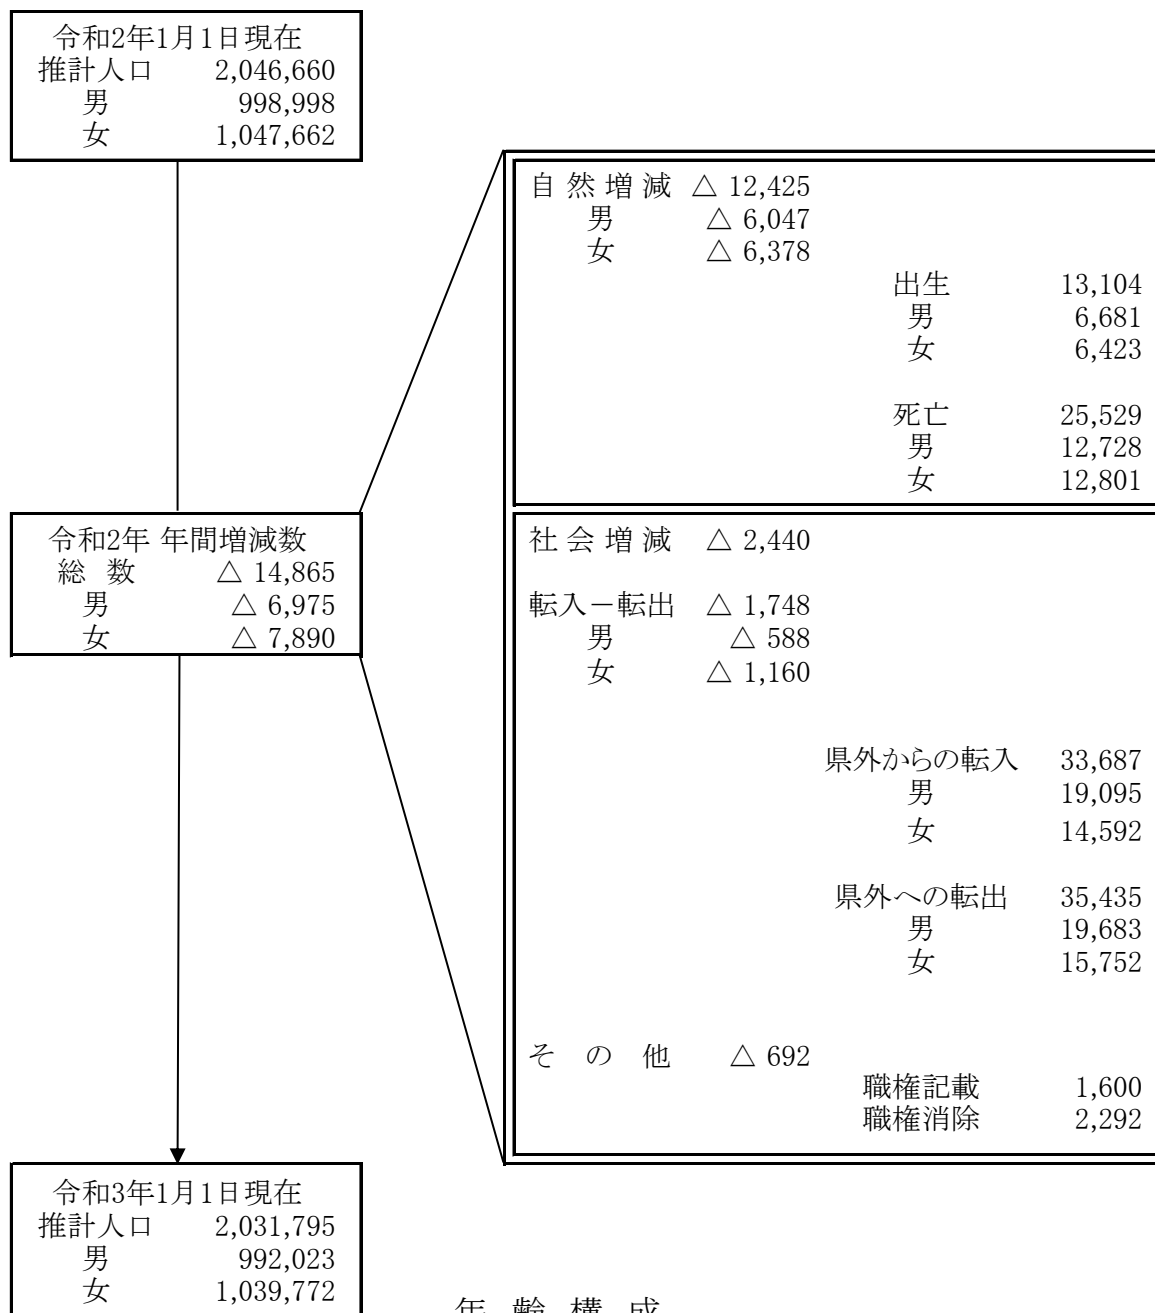 令和2年1月1日現在
推計人口 2,046,660
男 998,998
女 1,047,662
自然増減 △ 12,425
男 △ 6,047
女 △ 6,378
出生 13,104
男 6,681
女 6,423
死亡 25,529
男 12,728
女 12,801
令和2年 年間増減数
総数 △ 14,865
男 △ 6,975
女 △ 7,890
社会増減 △ 2,440
転入－転出 △ 1,748
男 △ 588
女 △ 1,160
県外からの転入 33,687
男 19,095
女 14,592
県外への転出 35,435
男 19,683
女 15,752
その他 △ 692
職権記載 1,600
職権消除 2,292
令和3年1月1日現在
推計人口 2,031,795
男 992,023
女 1,039,772
年齢構成